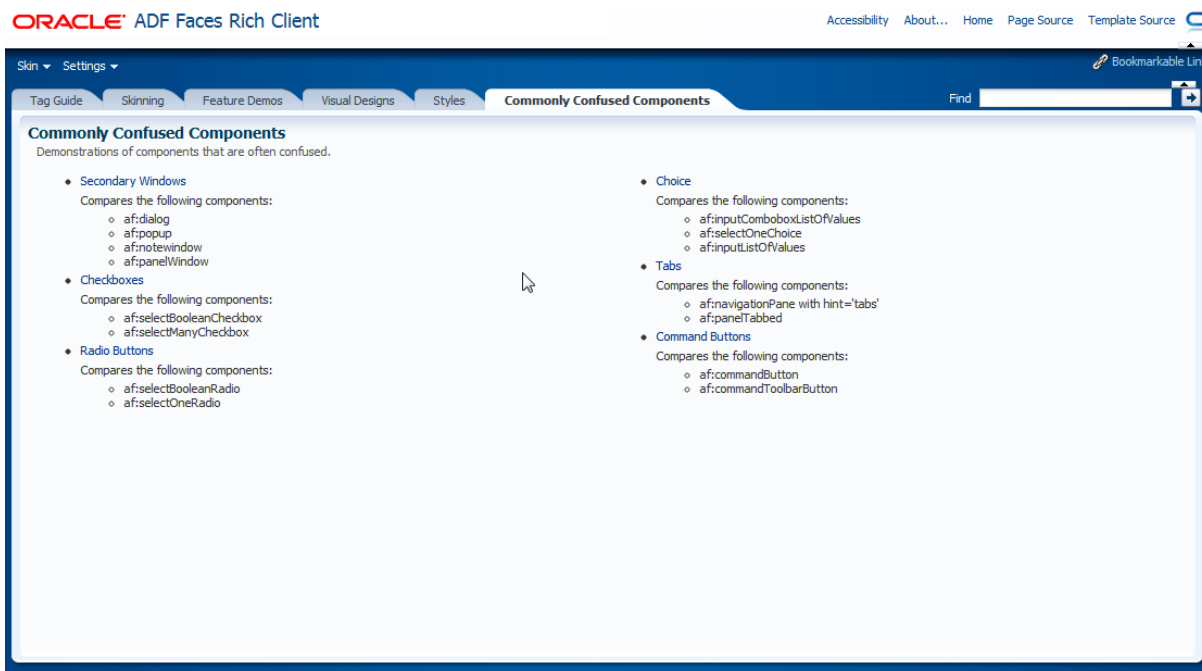 ORACLE ADF Faces Rich Client
Accessibility About... Home Page Source Template Source
Skin Settings
Bookmarkable Lin
Tag Guide Skinning Feature Demos Visual Designs Styles Commonly Confused Components Find
Commonly Confused Components
Demonstrations of components that are often confused.
Secondary Windows
Compares the following components:
af:dialog
af:popup
af:notewindow
af:panelWindow
Checkboxes
Compares the following components:
af:selectBooleanCheckbox
af:selectManyCheckbox
Radio Buttons
Compares the following components:
af:selectBooleanRadio
af:selectOneRadio
Choice
Compares the following components:
af:inputComboboxListOfValues
af:selectOneChoice
af:inputListOfValues
Tabs
Compares the following components:
af:navigationPane with hint='tabs'
af:panelTabbed
Command Buttons
Compares the following components:
af:commandButton
af:commandToolbarButton